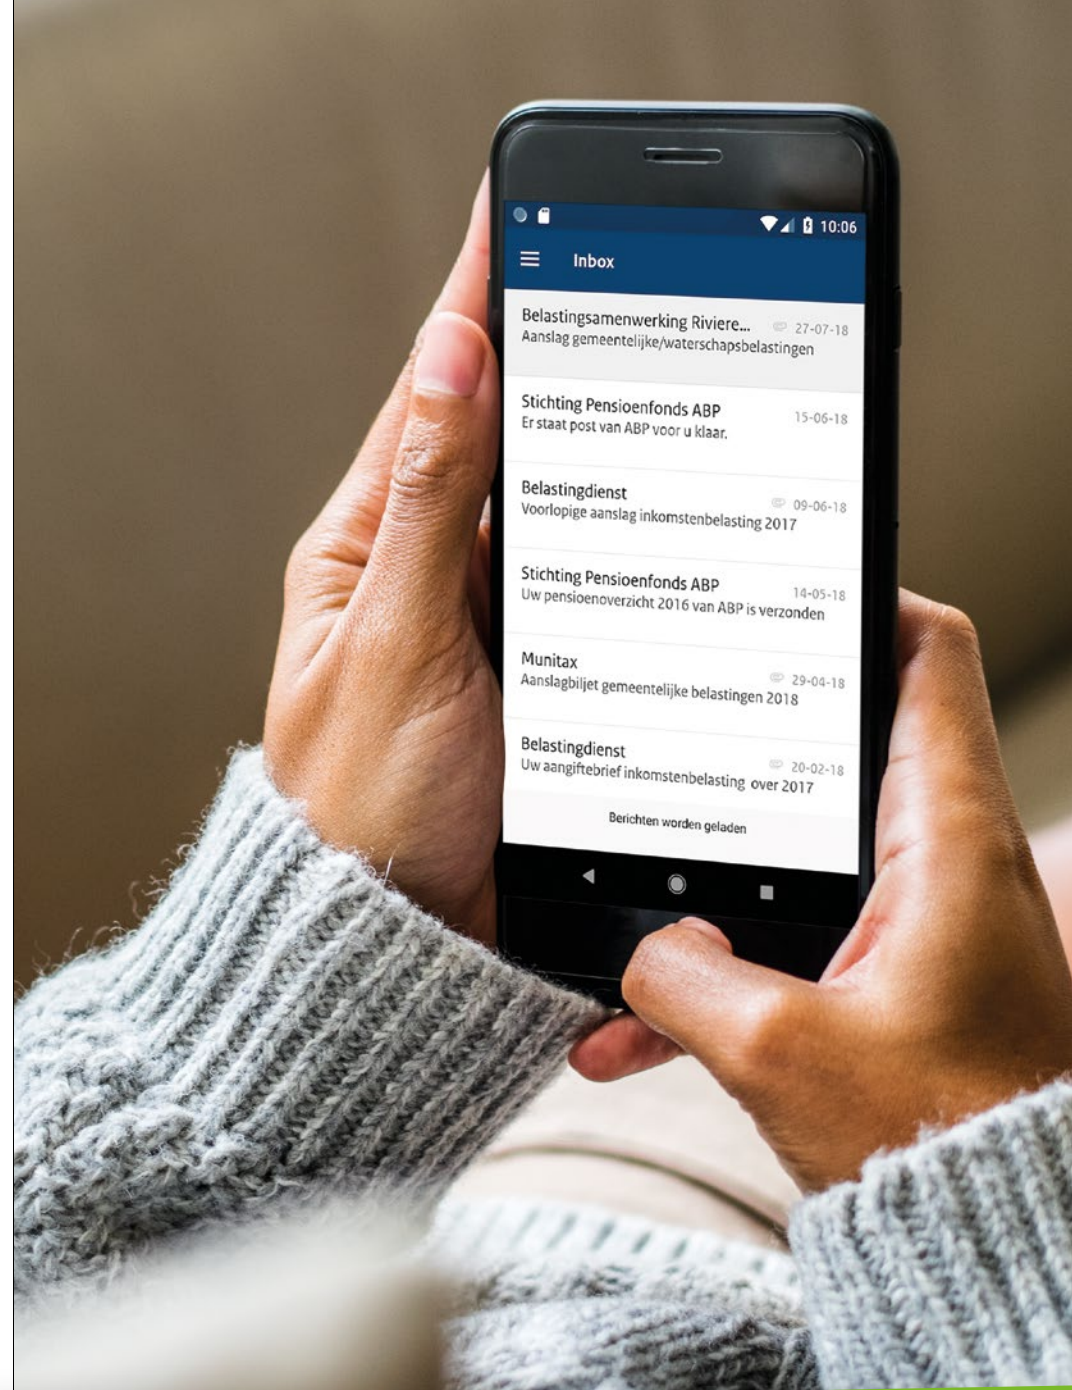 10:06
Inbox
Belastingsamenwerking Riviere... 27-07-18
Aanslag gemeentelijke/waterschapsbelastingen
Stichting Pensioenfonds ABP 15-06-18
Er staat post van ABP voor u klaar.
Belastingdienst 09-06-18
Voorlopige aanslag inkomstenbelasting 2017
Stichting Pensioenfonds ABP 14-05-18
Uw pensioenoverzicht 2016 van ABP is verzonden
Munitax 29-04-18
Aanslagbiljet gemeentelijke belastingen 2018
Belastingdienst 20-02-18
Uw aangiftebrief inkomstenbelasting over 2017
Berichten worden geladen